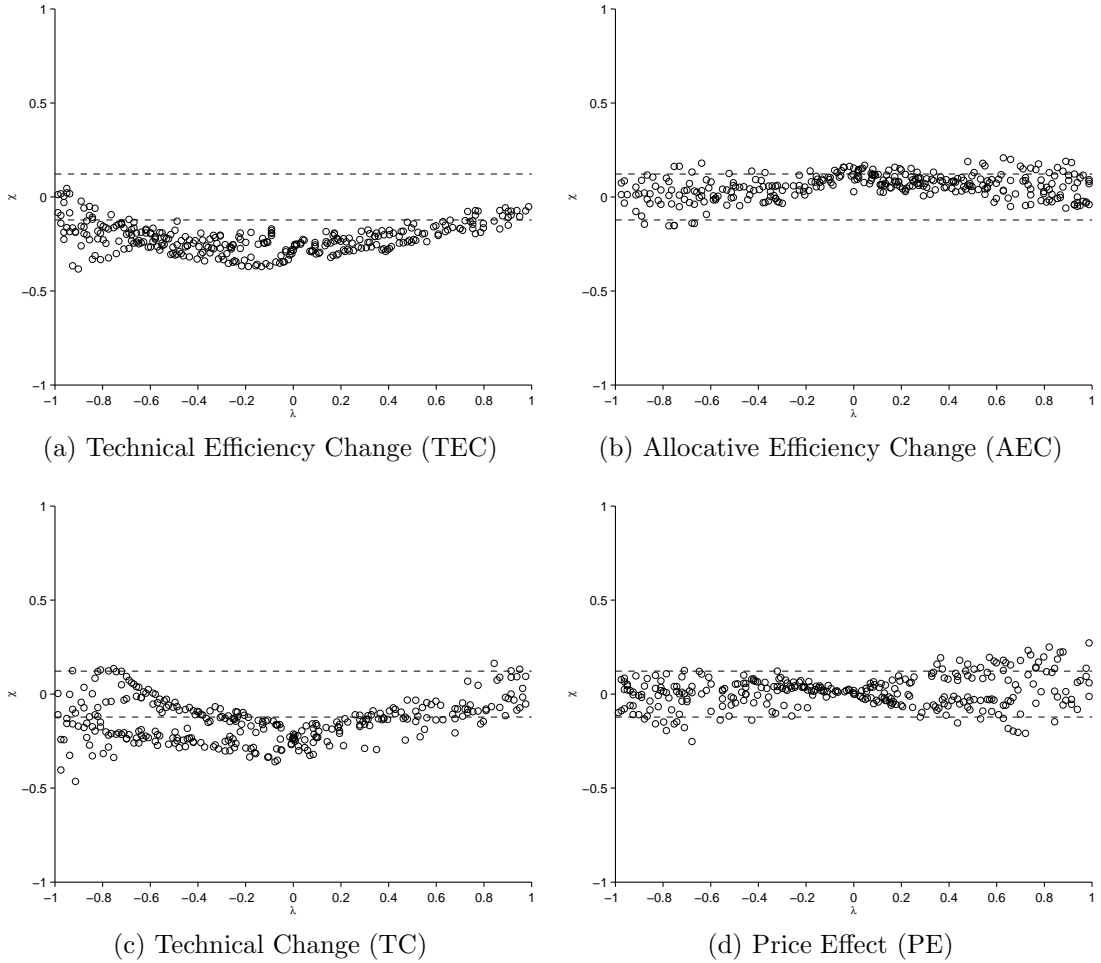 1
0.5
0
−0.5
−1
χ
−1 −0.8 −0.6 −0.4 −0.2 0 0.2 0.4 0.6 0.8 1
λ
(a) Technical Efficiency Change (TEC)
1
0.5
0
−0.5
−1
χ
−1 −0.8 −0.6 −0.4 −0.2 0 0.2 0.4 0.6 0.8 1
λ
(b) Allocative Efficiency Change (AEC)
1
0.5
0
−0.5
−1
χ
−1 −0.8 −0.6 −0.4 −0.2 0 0.2 0.4 0.6 0.8 1
λ
(c) Technical Change (TC)
1
0.5
0
−0.5
−1
χ
−1 −0.8 −0.6 −0.4 −0.2 0 0.2 0.4 0.6 0.8 1
λ
(d) Price Effect (PE)